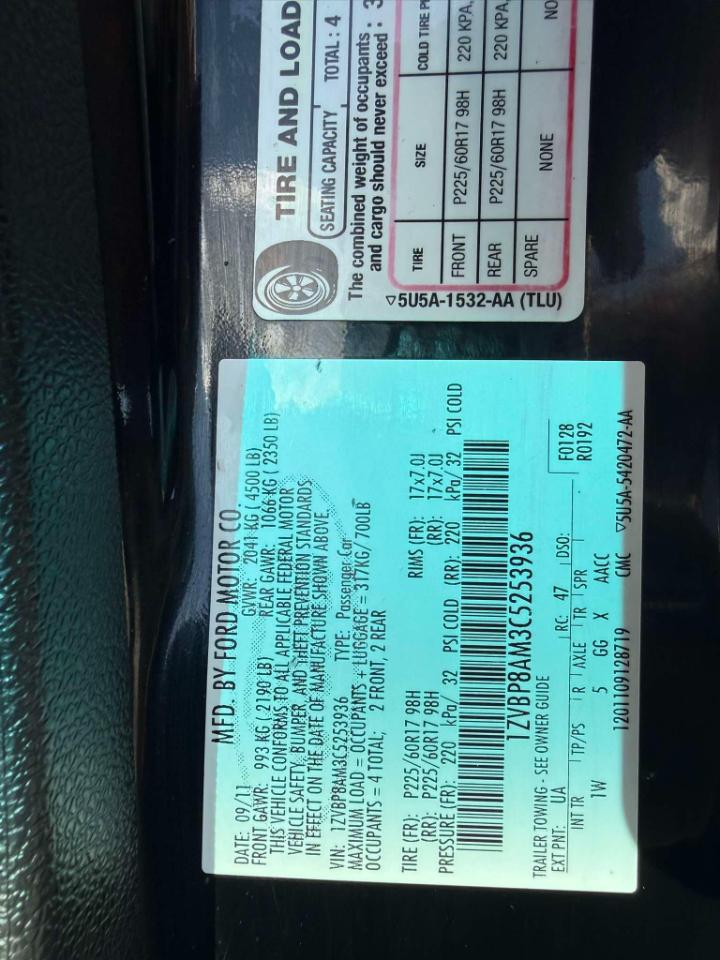 MFD. BY FORD MOTOR CO.
DATE: 09/11 GVWR: 2041 KG ( 4500 LB)
FRONT GAWR: 993 KG ( 2190 LB) REAR GAWR: 1066 KG ( 2350 LB)
THIS VEHICLE CONFORMS TO ALL APPLICABLE FEDERAL MOTOR
VEHICLE SAFETY, BUMPER, AND THEFT PREVENTION STANDARDS
IN EFFECT ON THE DATE OF MANUFACTURE SHOWN ABOVE.
VIN: 1ZVBP8AM3C5253936 TYPE: Passenger Car
MAXIMUM LOAD = OCCUPANTS + LUGGAGE = 317KG/700LB
OCCUPANTS = 4 TOTAL; 2 FRONT, 2 REAR
TIRE (FR): P225/60R17 98H RIMS (FR): 17x7.0J
(RR): P225/60R17 98H (RR): 17x7.0J
PRESSURE (FR): 220 kPa/ 32 PSI COLD (RR): 220 kPa/ 32 PSI COLD
1ZVBP8AM3C5253936
TRAILER TOWING - SEE OWNER GUIDE
EXT PNT: UA RC: 47 DSO: F0128
R0192
INT TR TP/PS R AXLE TR SPR
1W 5 GG X AACC
12011091128719 CMC ▽5U5A-5420472-AA
TIRE AND LOAD
SEATING CAPACITY TOTAL : 4
The combined weight of occupants : 3
and cargo should never exceed :
TIRE SIZE COLD TIRE
FRONT P225/60R17 98H 220 KPA,
REAR P225/60R17 98H 220 KPA,
SPARE NONE NO
▽5U5A-1532-AA (TLU)